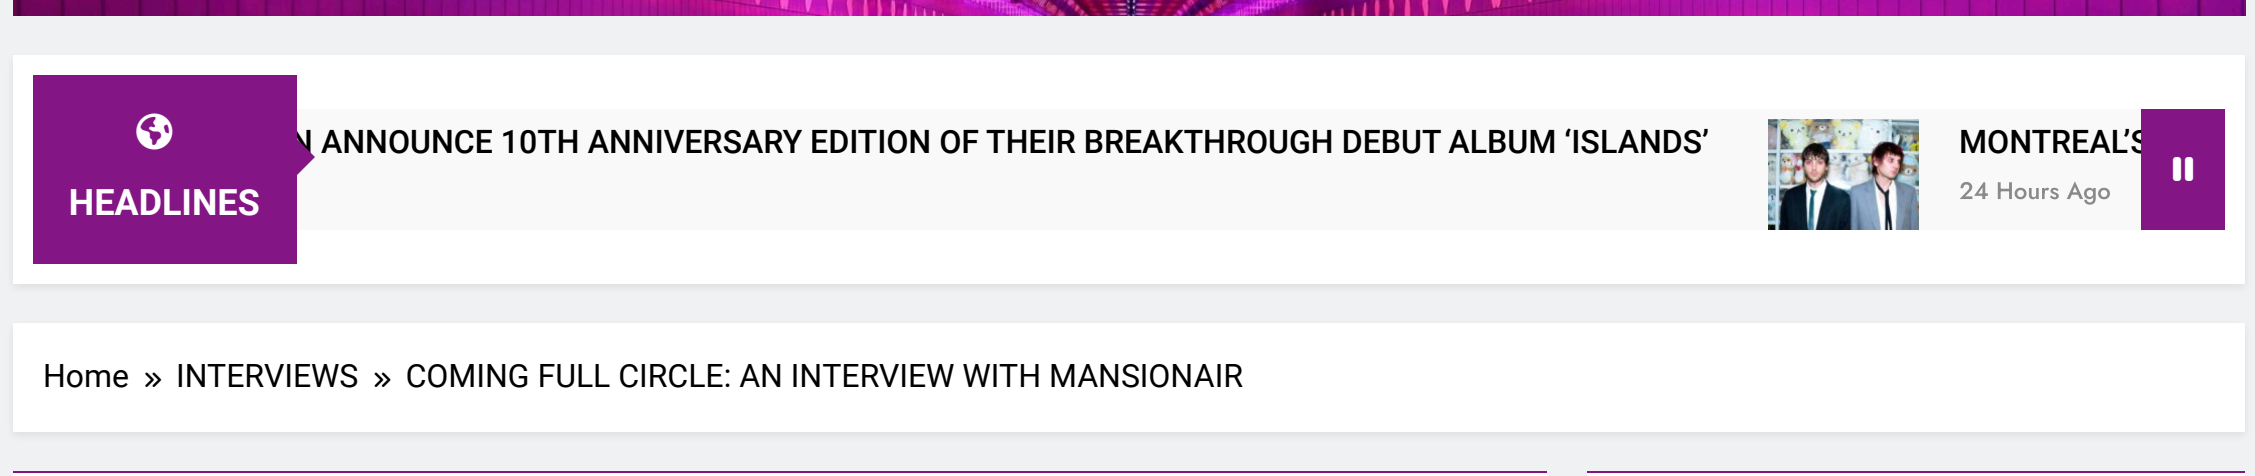 HEADLINES
ANNOUNCE 10TH ANNIVERSARY EDITION OF THEIR BREAKTHROUGH DEBUT ALBUM ‘ISLANDS’
MONTREAL’S
24 Hours Ago
Home » INTERVIEWS » COMING FULL CIRCLE: AN INTERVIEW WITH MANSIONAIR